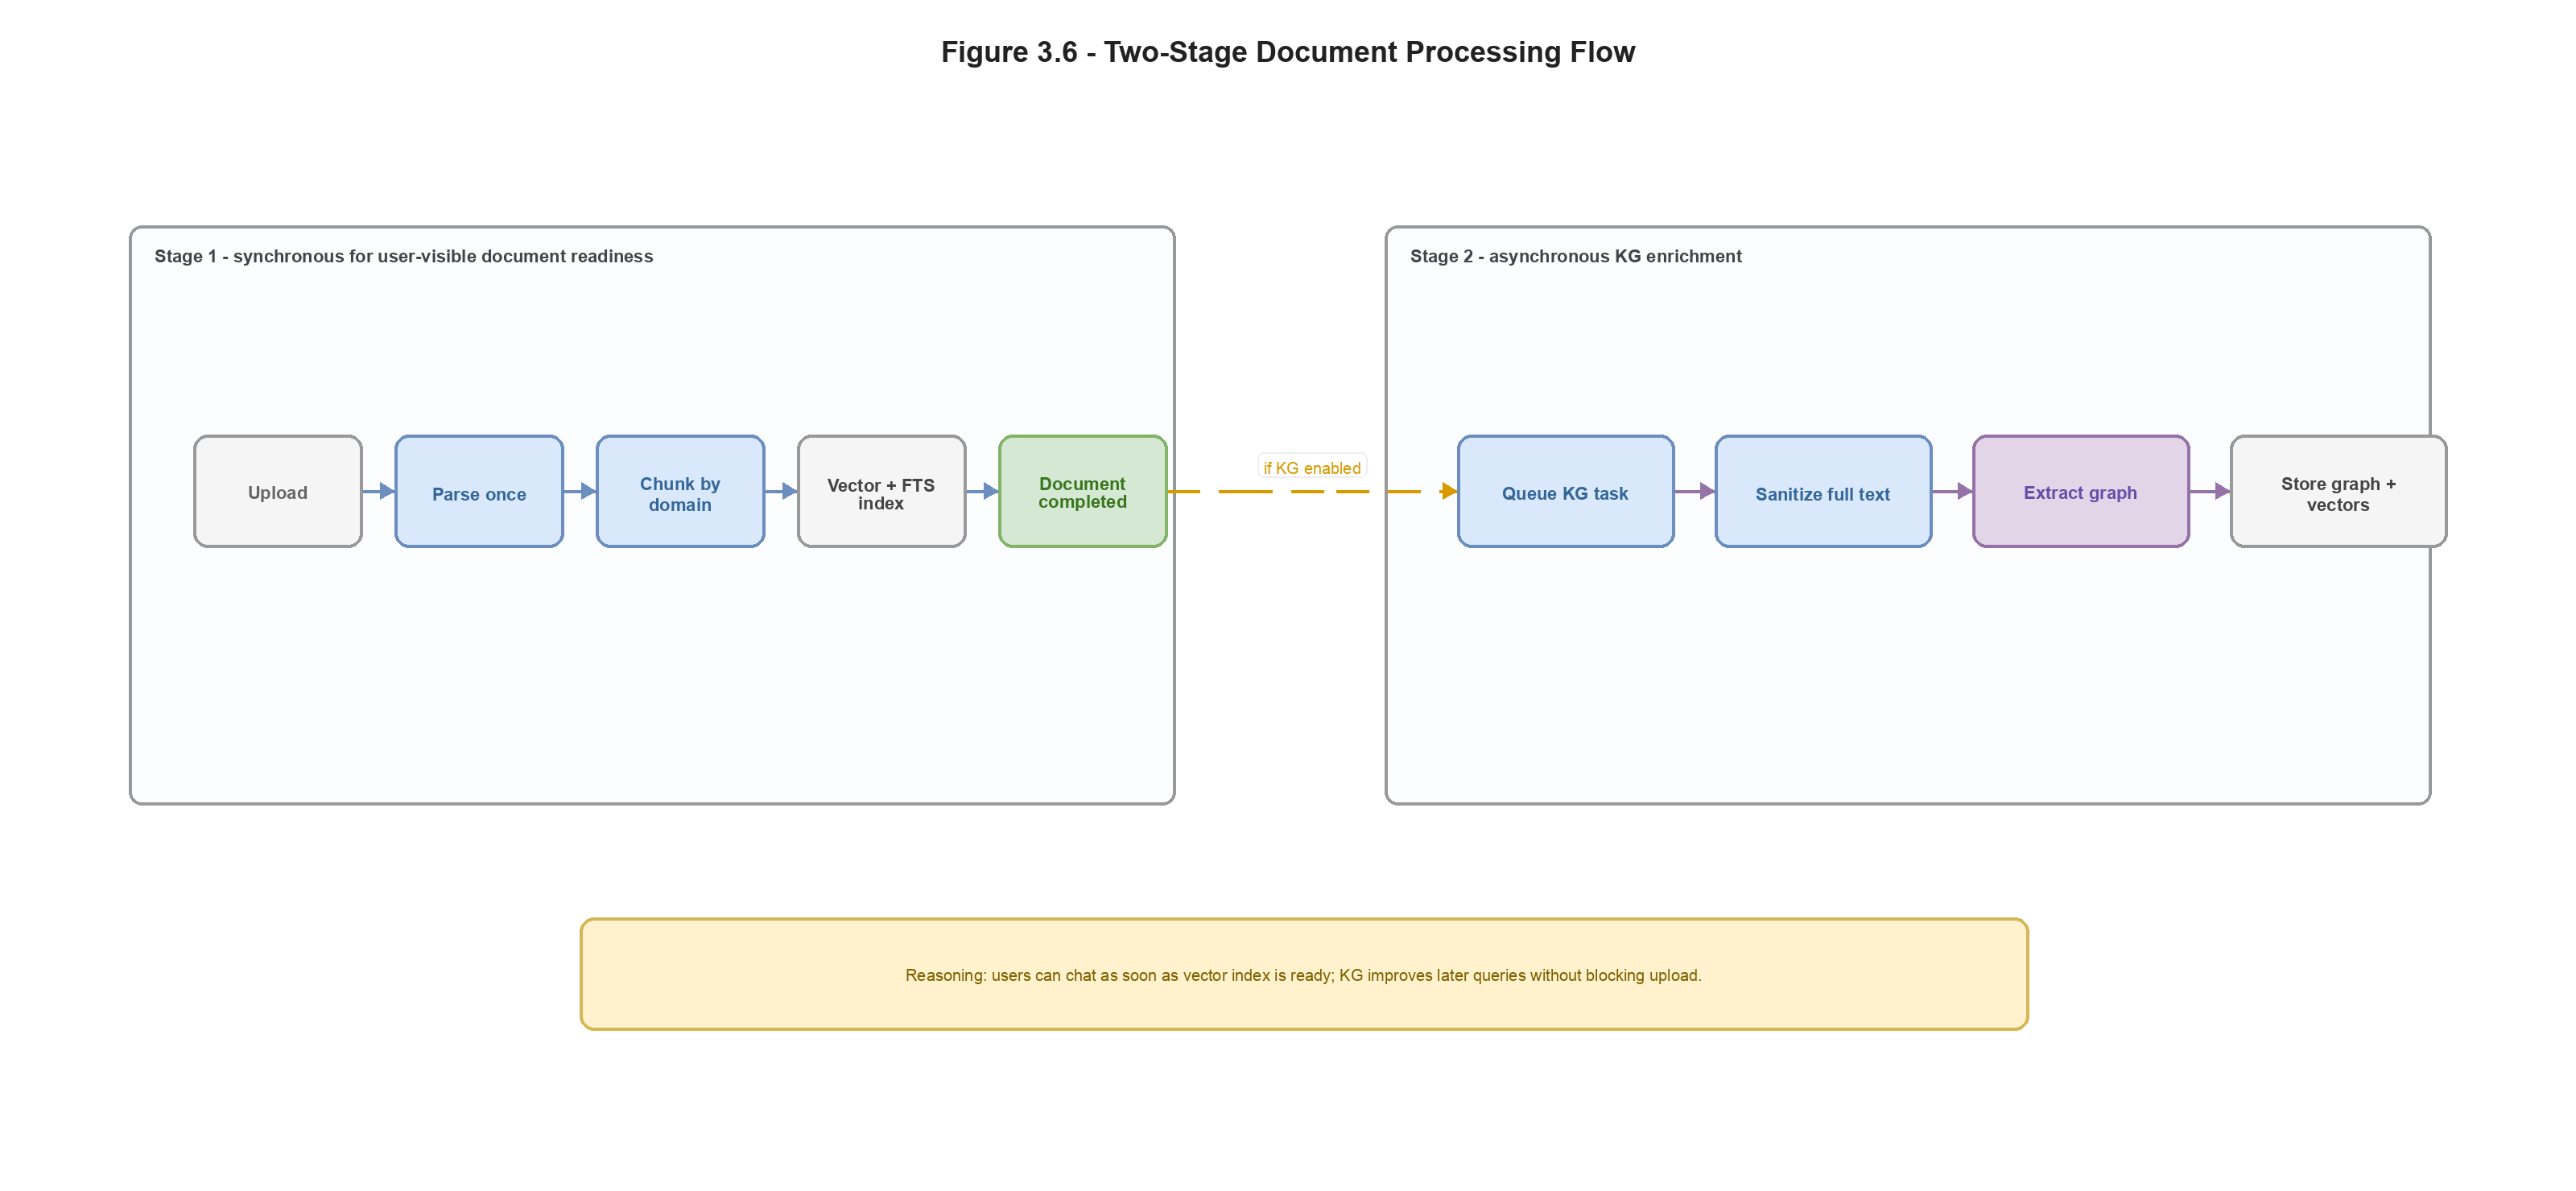 Figure 3.6 - Two-Stage Document Processing Flow
Stage 1 - synchronous for user-visible document readiness
Upload
Parse once
Chunk by
domain
Vector + FTS
index
Document
completed
if KG enabled
Stage 2 - asynchronous KG enrichment
Queue KG task
Sanitize full text
Extract graph
Store graph +
vectors
Reasoning: users can chat as soon as vector index is ready; KG improves later queries without blocking upload.